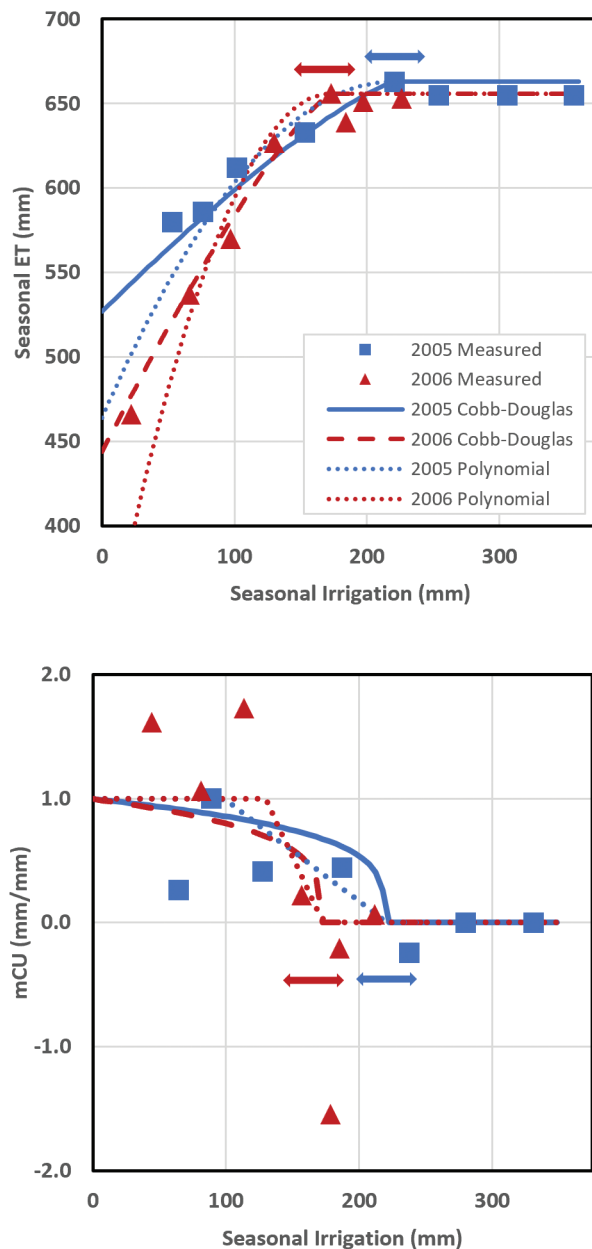 700
650
600
550
500
450
400
Seasonal ET (mm)
2005 Measured
2006 Measured
2005 Cobb-Douglas
2006 Cobb-Douglas
2005 Polynomial
2006 Polynomial
0 100 200 300
Seasonal Irrigation (mm)
2.0
1.0
0.0
-1.0
-2.0
mCU (mm/mm)
0 100 200 300
Seasonal Irrigation (mm)